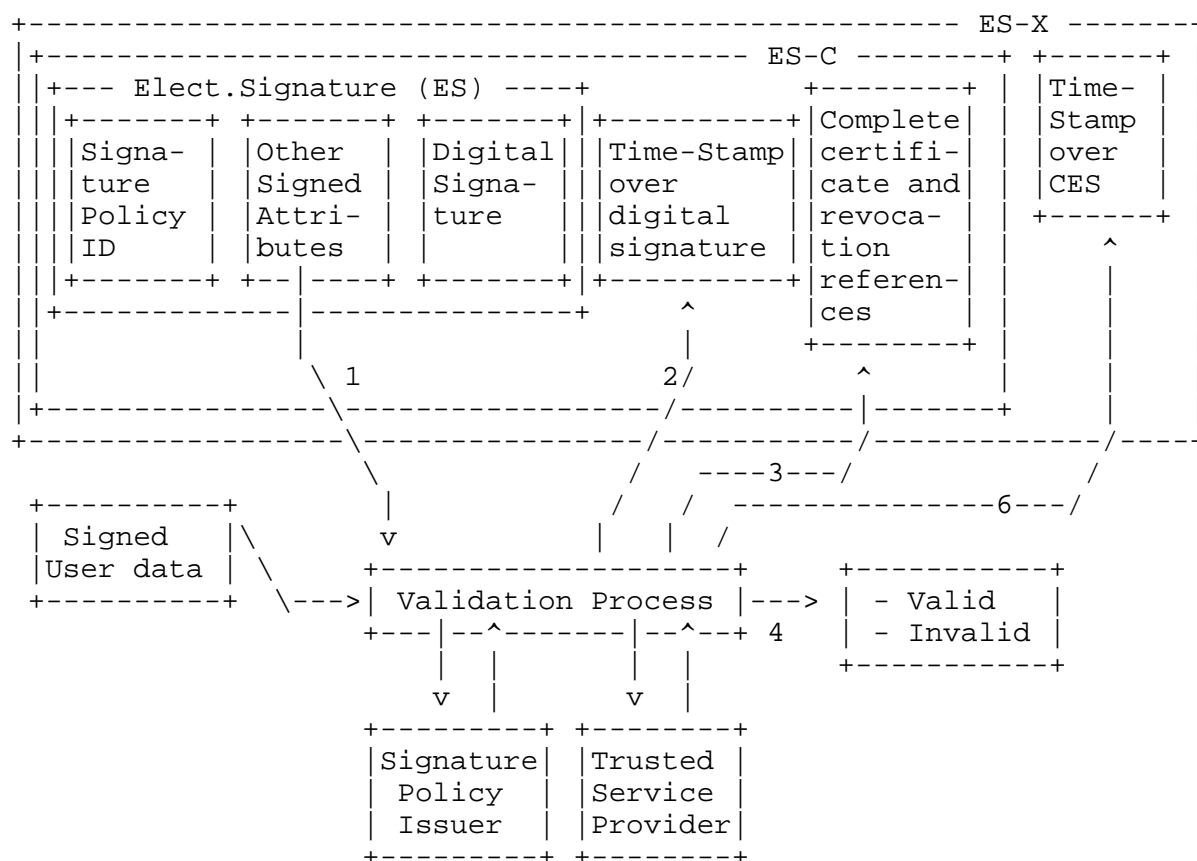 +----------------------------------------------------- ES-X --------
|+--------------------------------------- ES-C -------+ +------+
||+--- Elect.Signature (ES) ----+            +--------+ | |Time- |
|||+-------+ +-------+ +-------+|+----------+|Complete| | |Stamp |
||||Signa- | |Other  | |Digital|||Time-Stamp||certifi-| | |over  |
||||ture   | |Signed | |Signa- |||over      ||cate and| | |CES   |
||||Policy | |Attri- | |ture   |||digital   ||revoca- | | +------+
||||ID     | |butes  | |       |||signature ||tion    | |    ^
|||+-------+ +--|----+ +-------+|+----------+|referen-| |    |
||+-------------|---------------+     ^      |ces     | |    |
||              |                     |      +--------+ |    |
||               \ 1                 2/         ^       |    |
|+----------------\------------------/----------|-------+    |
+------------------\----------------/-----------/------------/-----
                    \              /  ----3---/            /
+----------+         |            /  /  --------------6---/
| Signed   |\        v           |   |  /
|User data | \     +--------------------+     +-----------+
+----------+  \--->| Validation Process |---> | - Valid   |
                   +---|--^-------|--^--+ 4   | - Invalid |
                       |  |       |  |        +-----------+
                       v  |       v  |
                   +---------+ +--------+
                   |Signature| |Trusted |
                   | Policy  | |Service |
                   | Issuer  | |Provider|
                   +---------+ +--------+